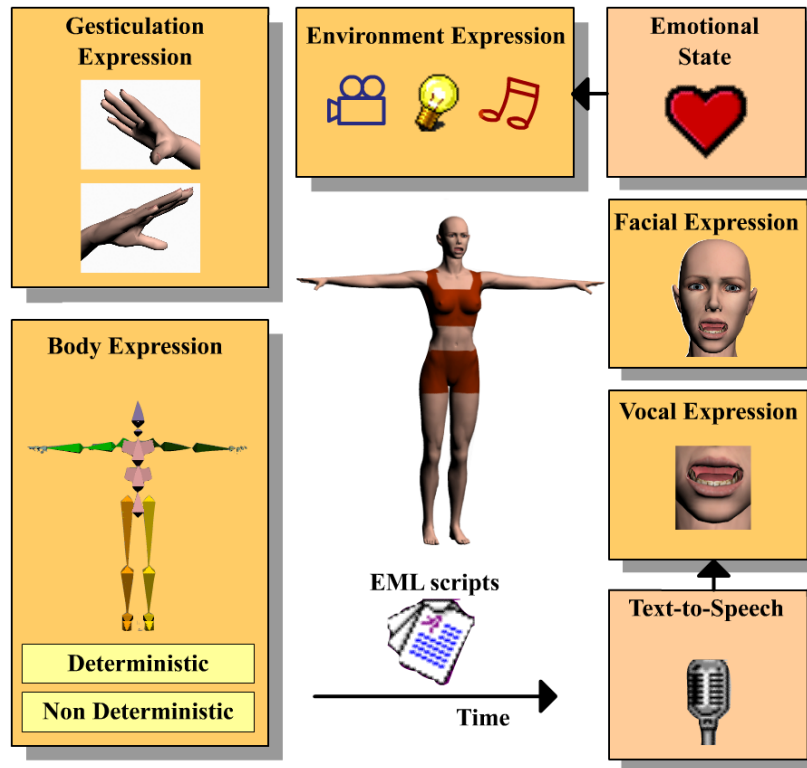 Gesticulation
Expression
Environment Expression
Emotional
State
Facial Expression
Body Expression
Vocal Expression
EML scripts
Text-to-Speech
Deterministic
Non Deterministic
Time